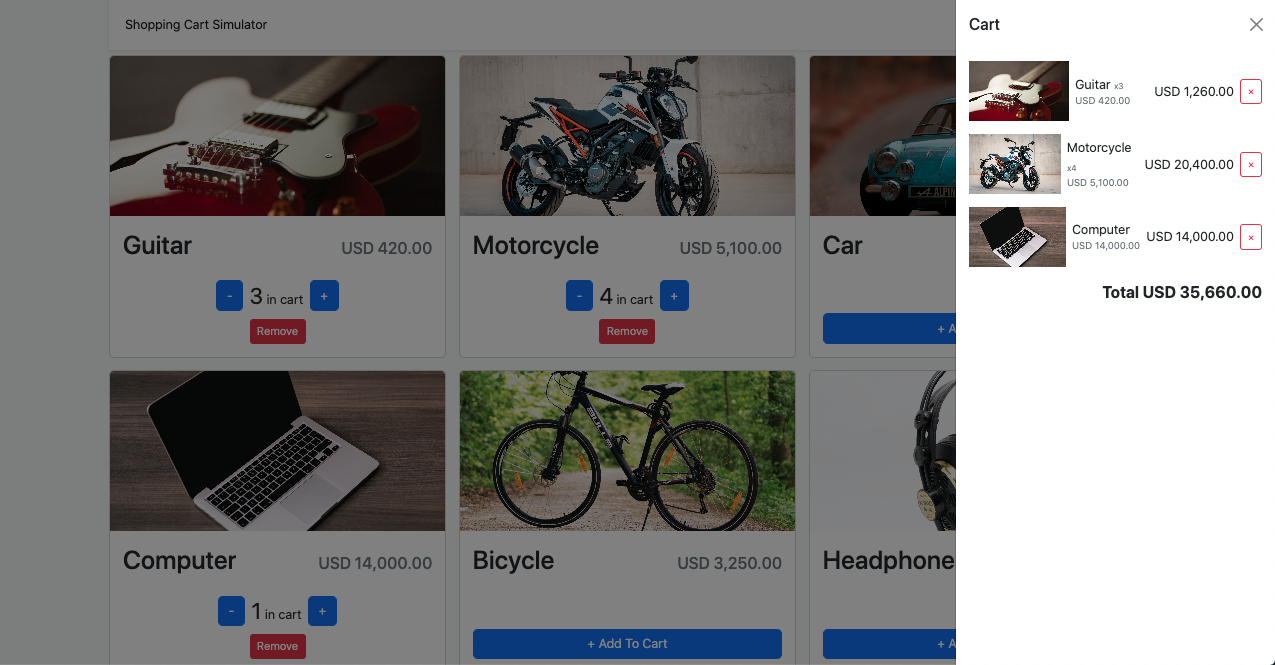 Shopping Cart Simulator
Guitar USD 420.00
- 3 in cart +
Remove
Motorcycle USD 5,100.00
- 4 in cart +
Remove
ALPIN
Car
+ A
Computer USD 14,000.00
- 1 in cart +
Remove
BULLS
Bicycle USD 3,250.00
+ Add To Cart
Headphone
+ A
Cart
Guitar x3
USD 420.00
USD 1,260.00
×
Motorcycle
x4
USD 5,100.00
USD 20,400.00
×
Computer
USD 14,000.00
USD 14,000.00
×
Total USD 35,660.00